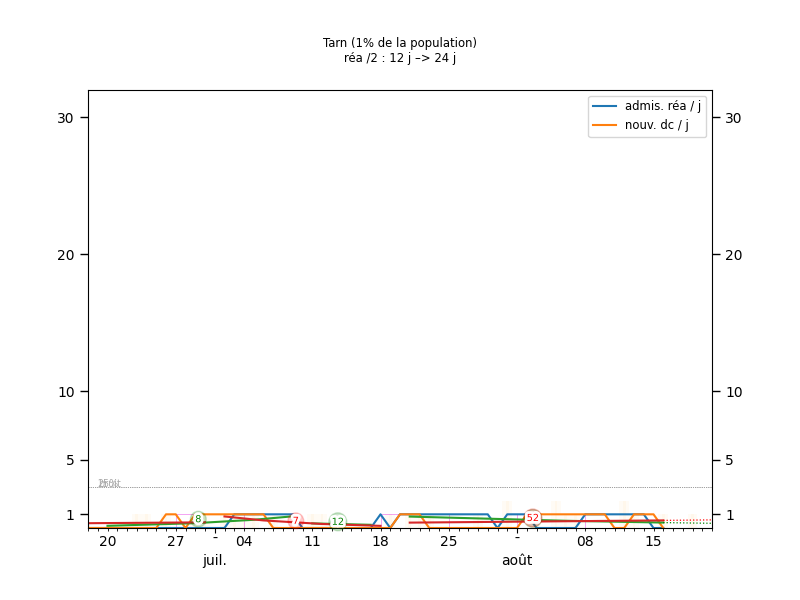 Tarn (1% de la population)
réa /2 : 12 j –> 24 j
admis. réa / j
nouv. dc / j
30 30
20 20
10 10
5 5
1 1
8 7 12 52
20 27 - 04 11 18 25 - 08 15
juil. août